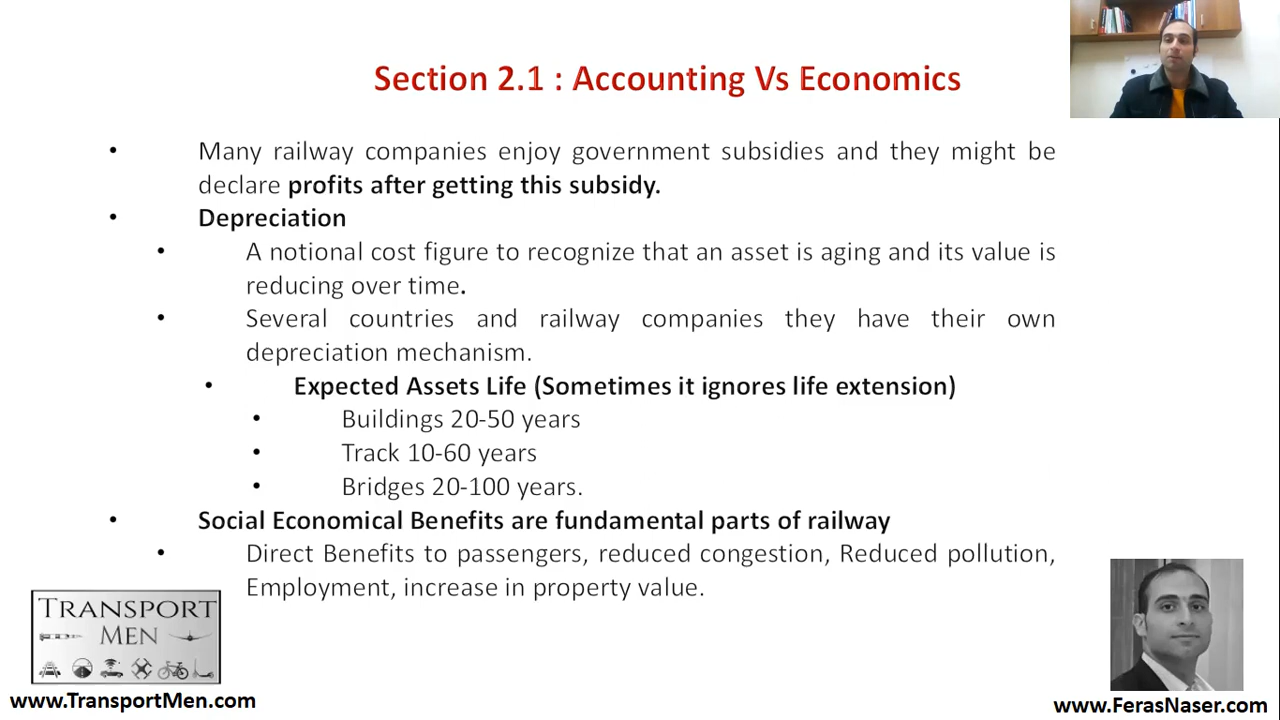 Section 2.1 : Accounting Vs Economics
• Many railway companies enjoy government subsidies and they might be
declare profits after getting this subsidy.
• Depreciation
• A notional cost figure to recognize that an asset is aging and its value is
reducing over time.
• Several countries and railway companies they have their own
depreciation mechanism.
• Expected Assets Life (Sometimes it ignores life extension)
• Buildings 20-50 years
• Track 10-60 years
• Bridges 20-100 years.
• Social Economical Benefits are fundamental parts of railway
• Direct Benefits to passengers, reduced congestion, Reduced pollution,
Employment, increase in property value.
TRANSPORT
MEN
www.TransportMen.com
www.FerasNaser.com